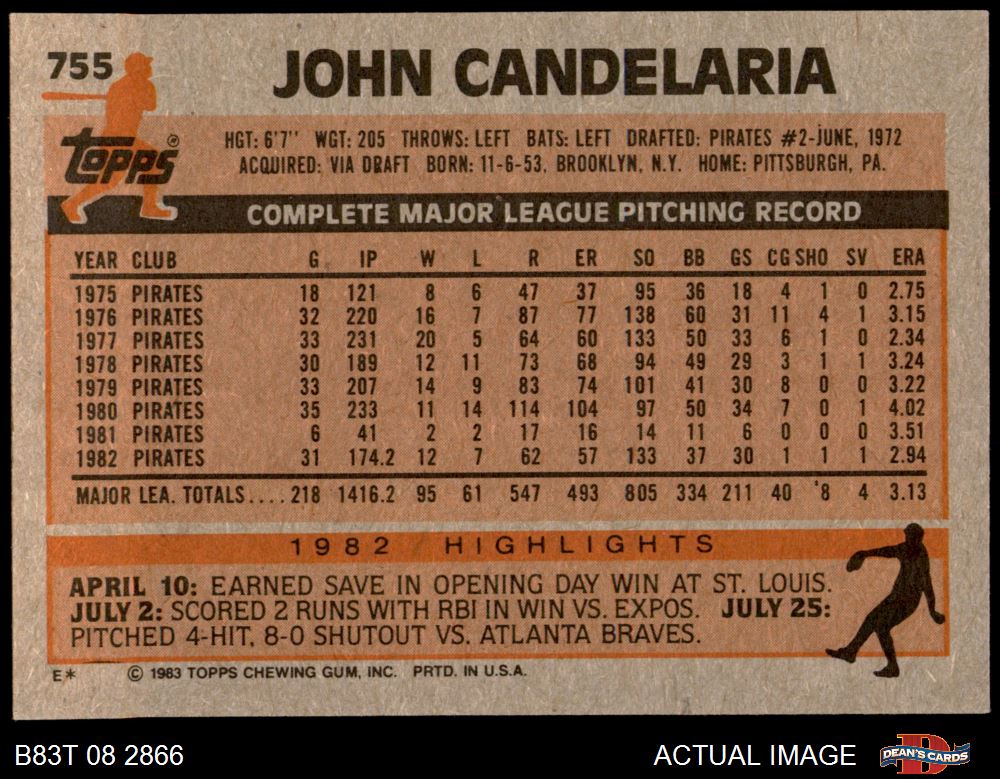 755
JOHN CANDELARIA
Topps®
HGT: 6'7" WGT: 205 THROWS: LEFT BATS: LEFT DRAFTED: PIRATES #2-JUNE, 1972
ACQUIRED: VIA DRAFT BORN: 11-6-53, BROOKLYN, N.Y. HOME: PITTSBURGH, PA.
COMPLETE MAJOR LEAGUE PITCHING RECORD
YEAR CLUB G IP W L R ER SO BB GS CG SHO SV ERA
1975 PIRATES 18 121 8 6 47 37 95 36 18 4 1 0 2.75
1976 PIRATES 32 220 16 7 87 77 138 60 31 11 4 1 3.15
1977 PIRATES 33 231 20 5 64 60 133 50 33 6 1 0 2.34
1978 PIRATES 30 189 12 11 73 68 94 49 29 3 1 1 3.24
1979 PIRATES 33 207 14 9 83 74 101 41 30 8 0 0 3.22
1980 PIRATES 35 233 11 14 114 104 97 50 34 7 0 1 4.02
1981 PIRATES 6 41 2 2 17 16 14 11 6 0 0 0 3.51
1982 PIRATES 31 174.2 12 7 62 57 133 37 30 1 1 1 2.94
MAJOR LEA. TOTALS.... 218 1416.2 95 61 547 493 805 334 211 40 8 4 3.13
1982 HIGHLIGHTS
APRIL 10: EARNED SAVE IN OPENING DAY WIN AT ST. LOUIS.
JULY 2: SCORED 2 RUNS WITH RBI IN WIN VS. EXPOS. JULY 25:
PITCHED 4-HIT, 8-0 SHUTOUT VS. ATLANTA BRAVES.
E* © 1983 TOPPS CHEWING GUM, INC. PRTD. IN U.S.A.
B83T 08 2866 ACTUAL IMAGE DEAN'S CARDS